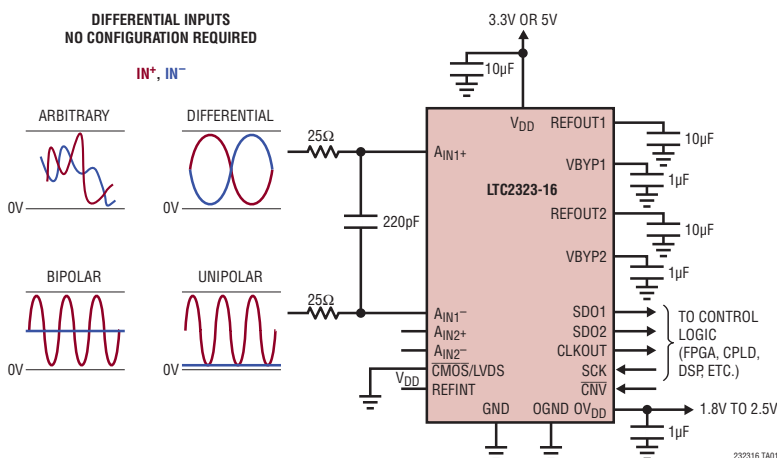 DIFFERENTIAL INPUTS
NO CONFIGURATION REQUIRED
IN⁺, IN⁻
ARBITRARY
DIFFERENTIAL
0V
0V
BIPOLAR
UNIPOLAR
0V
0V
25Ω
220pF
25Ω
3.3V OR 5V
10µF
VDD
REFOUT1
10µF
AIN1+
VBYP1
1µF
LTC2323-16
REFOUT2
10µF
VBYP2
1µF
AIN1⁻
SDO1
AIN2+
SDO2
AIN2⁻
CLKOUT
CMOS/LVDS
SCK
VDD
REFINT
CNV
TO CONTROL
LOGIC
(FPGA, CPLD,
DSP, ETC.)
GND
OGND
OVDD
1.8V TO 2.5V
1µF
232316 TA01